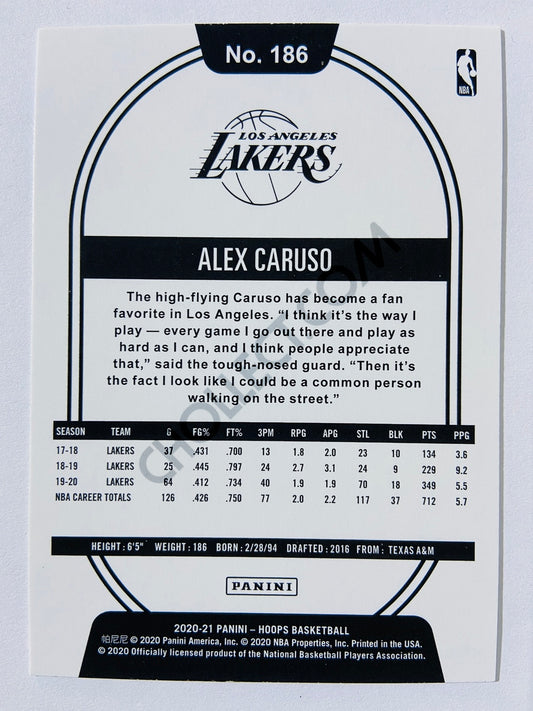 No. 186
NBA
LOS ANGELES
LAKERS
ALEX CARUSO
The high-flying Caruso has become a fan
favorite in Los Angeles. “I think it’s the way I
play — every game I go out there and play as
hard as I can, and I think people appreciate
that,” said the tough-nosed guard. “Then it’s
the fact I look like I could be a common person
walking on the street.”
CHOLLECT.COM
SEASON TEAM G FG% FT% 3PM RPG APG STL BLK PTS PPG
17-18 LAKERS 37 .431 .700 13 1.8 2.0 23 10 134 3.6
18-19 LAKERS 25 .445 .797 24 2.7 3.1 24 9 229 9.2
19-20 LAKERS 64 .412 .734 40 1.9 1.9 70 18 349 5.5
NBA CAREER TOTALS 126 .426 .750 77 2.0 2.2 117 37 712 5.7
HEIGHT: 6'5" WEIGHT: 186 BORN: 2/28/94 DRAFTED: 2016 FROM: TEXAS A&M
PANINI
2020-21 PANINI – HOOPS BASKETBALL
帕尼尼 © 2020 Panini America, Inc. © 2020 NBA Properties, Inc. Printed in the USA.
© 2020 Officially licensed product of the National Basketball Players Association.